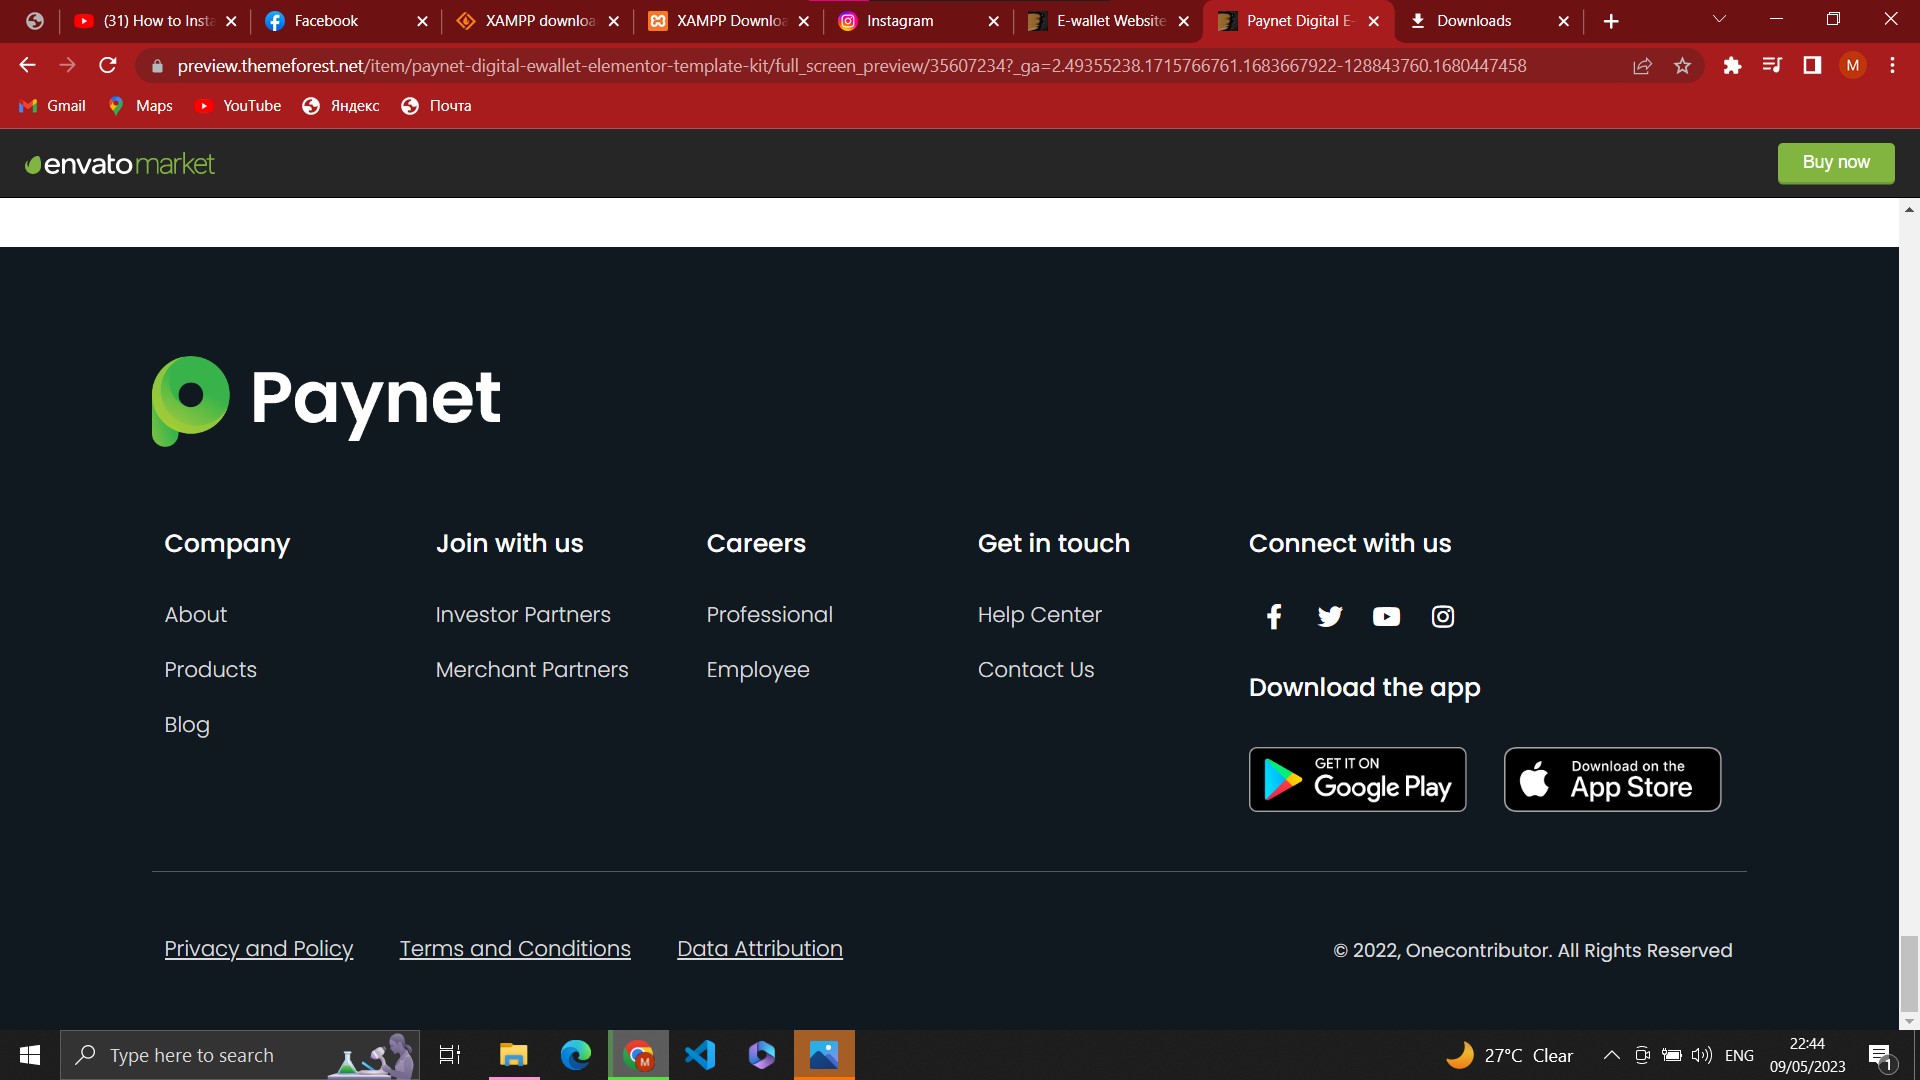 (31) How to Insta
Facebook
XAMPP downloa
XAMPP Downloa
Instagram
E-wallet Website
Paynet Digital E-
Downloads
preview.themeforest.net/item/paynet-digital-ewallet-elementor-template-kit/full_screen_preview/35607234?_ga=2.49355238.1715766761.1683667922-128843760.1680447458
M
Gmail
Maps
YouTube
Яндекс
Почта
envatomarket
Buy now
Paynet
Company
Join with us
Careers
Get in touch
Connect with us
About
Investor Partners
Professional
Help Center
Products
Merchant Partners
Employee
Contact Us
Download the app
Blog
GET IT ON
Google Play
Download on the
App Store
Privacy and Policy
Terms and Conditions
Data Attribution
© 2022, Onecontributor. All Rights Reserved
Type here to search
M
27°C Clear
ENG
22:44
09/05/2023
1